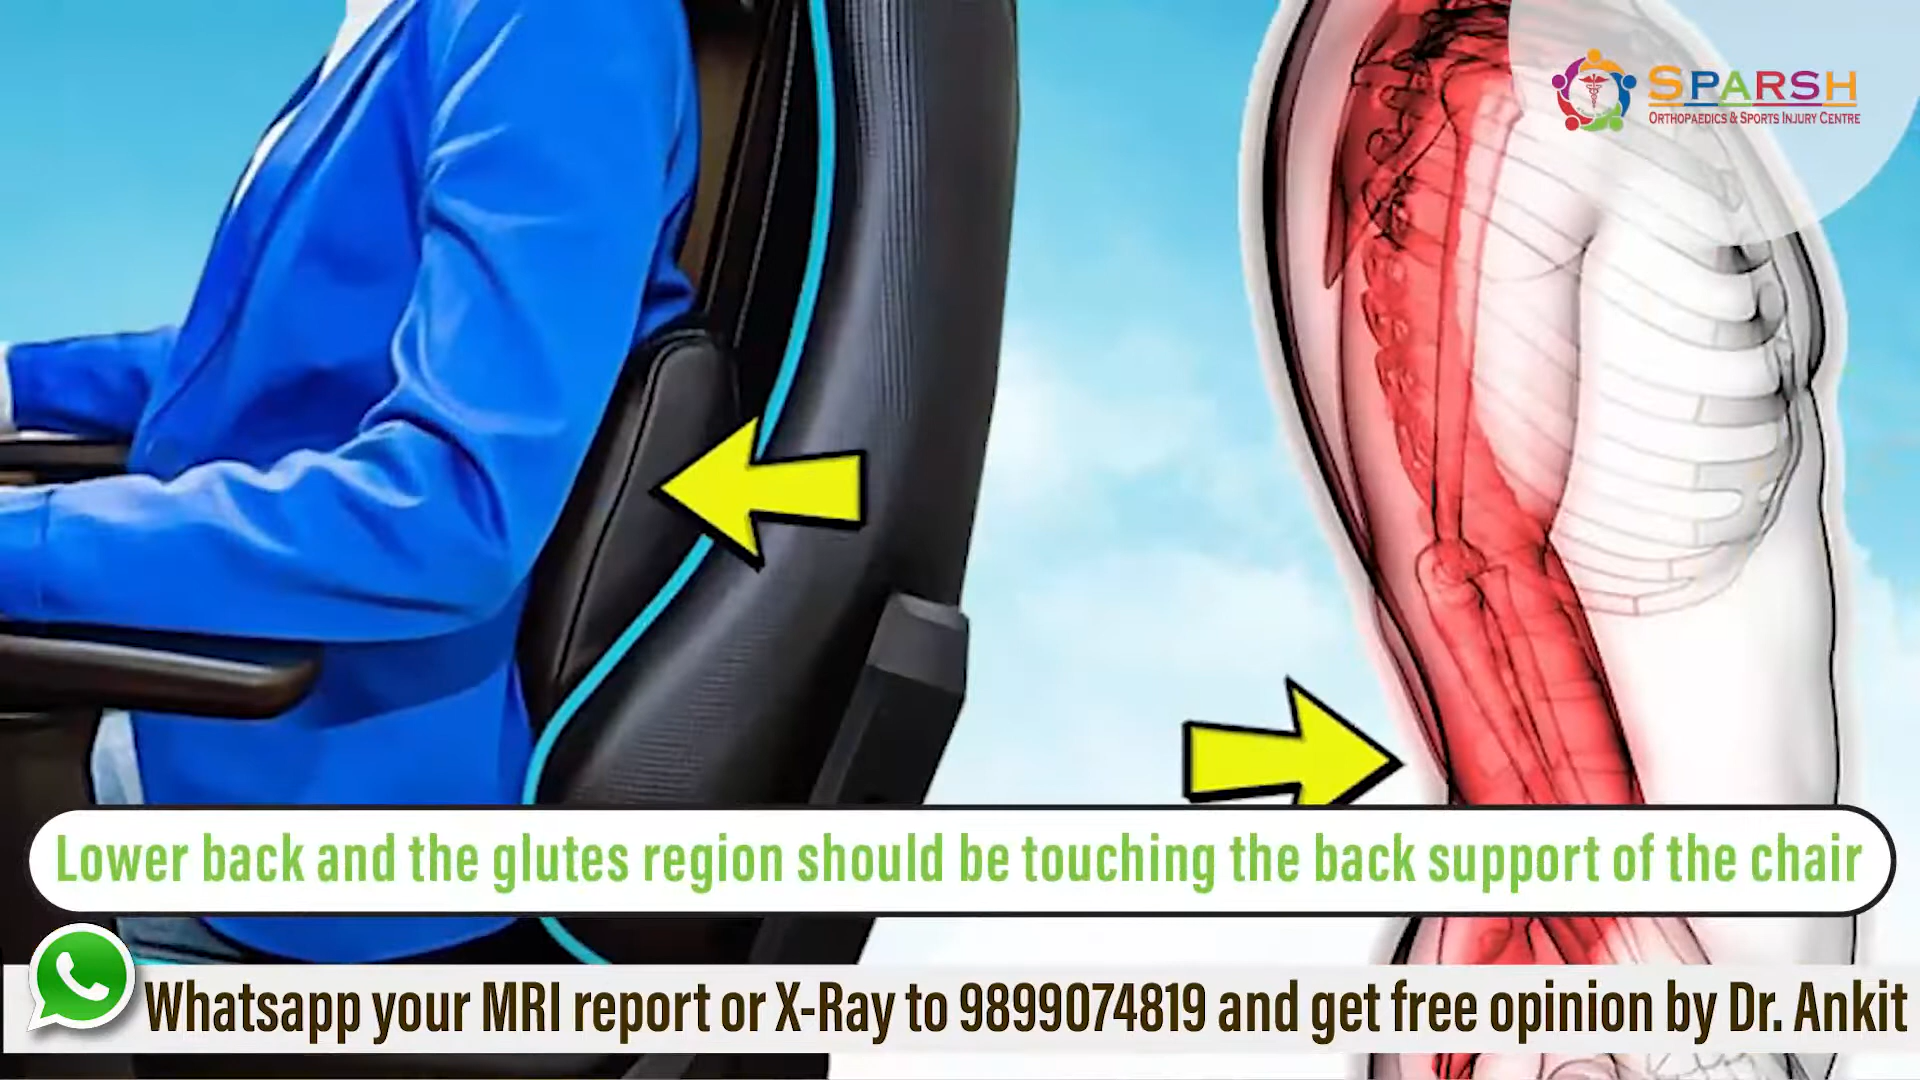 SPARSH
ORTHOPAEDICS & SPORTS INJURY CENTRE
Lower back and the glutes region should be touching the back support of the chair
Whatsapp your MRI report or X-Ray to 9899074819 and get free opinion by Dr. Ankit